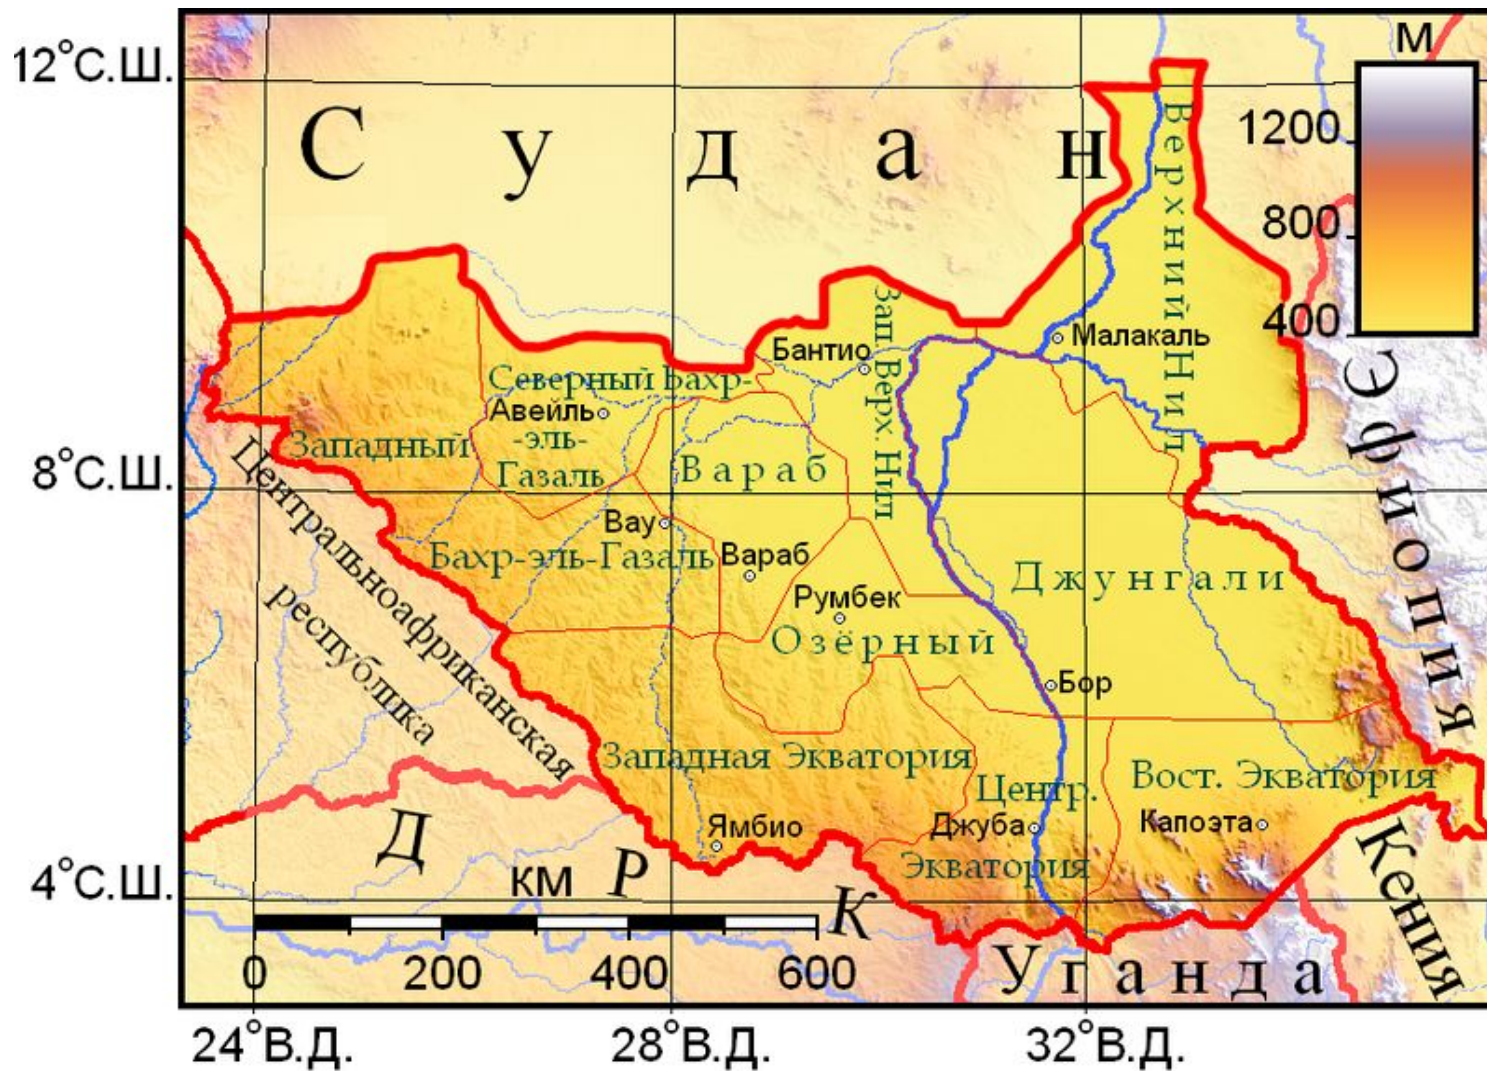 м
12°С.Ш.
1200
800
400
8°С.Ш.
4°С.Ш.
Судан
Верхний Нил
Зап. Верх. Нил
Малакаль
Бантио
Северный Бахр-
Авейль
-эль-
Газаль
Западный
Вараб
Эфиопия
Центральноафриканская
республика
Вау
Бахр-эль-Газаль
Вараб
Джунгали
Румбек
Озёрный
Бор
Западная Экватория
Вост. Экватория
Центр.
Джуба
Капоэта
Ямбио
Экватория
ДРК
Кения
Уганда
км
0 200 400 600
24°В.Д. 28°В.Д. 32°В.Д.